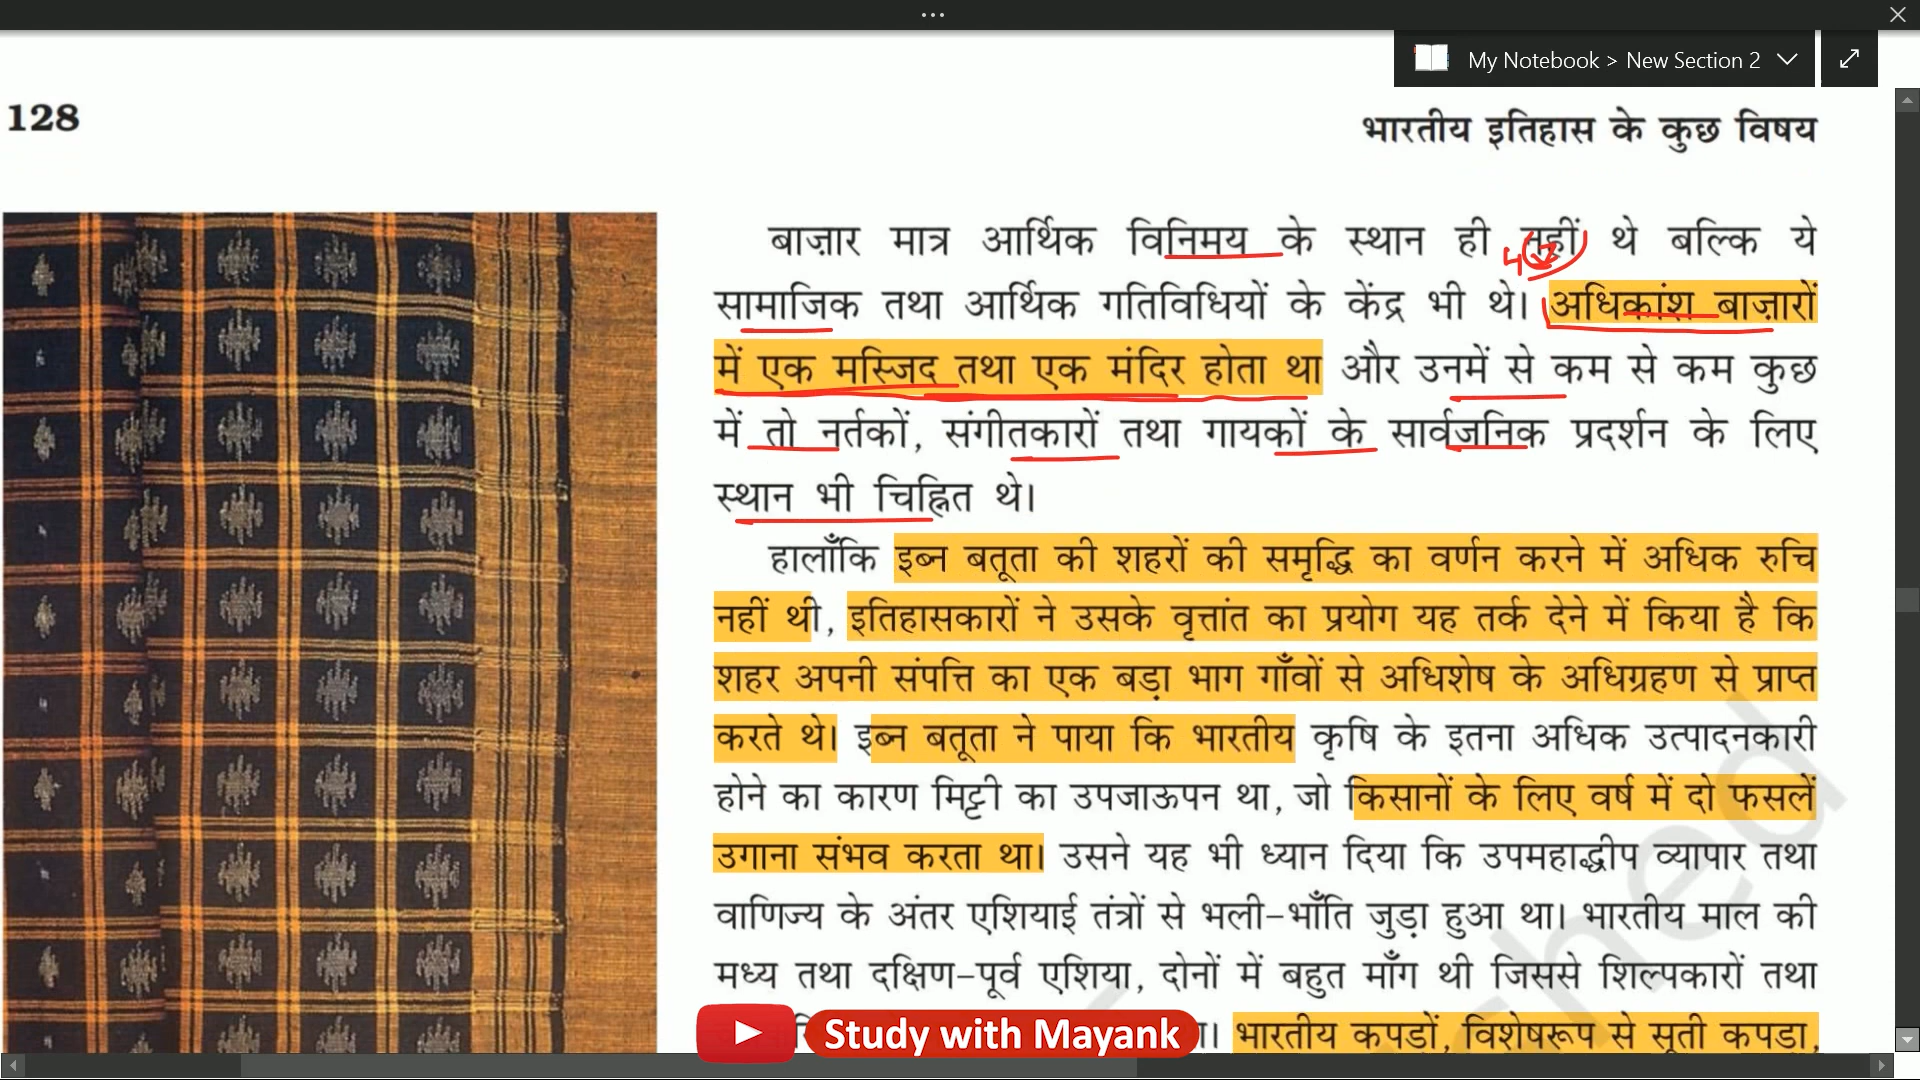 My Notebook > New Section 2
128
भारतीय इतिहास के कुछ विषय
बाज़ार मात्र आर्थिक विनिमय के स्थान ही नहीं थे बल्कि ये
सामाजिक तथा आर्थिक गतिविधियों के केंद्र भी थे। अधिकांश बाज़ारों
में एक मस्जिद तथा एक मंदिर होता था और उनमें से कम से कम कुछ
में तो नर्तकों, संगीतकारों तथा गायकों के सार्वजनिक प्रदर्शन के लिए
स्थान भी चिह्नित थे।
हालाँकि इब्न बतूता की शहरों की समृद्धि का वर्णन करने में अधिक रुचि
नहीं थी, इतिहासकारों ने उसके वृत्तांत का प्रयोग यह तर्क देने में किया है कि
शहर अपनी संपत्ति का एक बड़ा भाग गाँवों से अधिशेष के अधिग्रहण से प्राप्त
करते थे। इब्न बतूता ने पाया कि भारतीय कृषि के इतना अधिक उत्पादनकारी
होने का कारण मिट्टी का उपजाऊपन था, जो किसानों के लिए वर्ष में दो फसलें
उगाना संभव करता था। उसने यह भी ध्यान दिया कि उपमहाद्धीप व्यापार तथा
वाणिज्य के अंतर एशियाई तंत्रों से भली-भाँति जुड़ा हुआ था। भारतीय माल की
मध्य तथा दक्षिण-पूर्व एशिया, दोनों में बहुत माँग थी जिससे शिल्पकारों तथा
भारतीय कपड़ों, विशेषरूप से सूती कपड़ा,
Study with Mayank